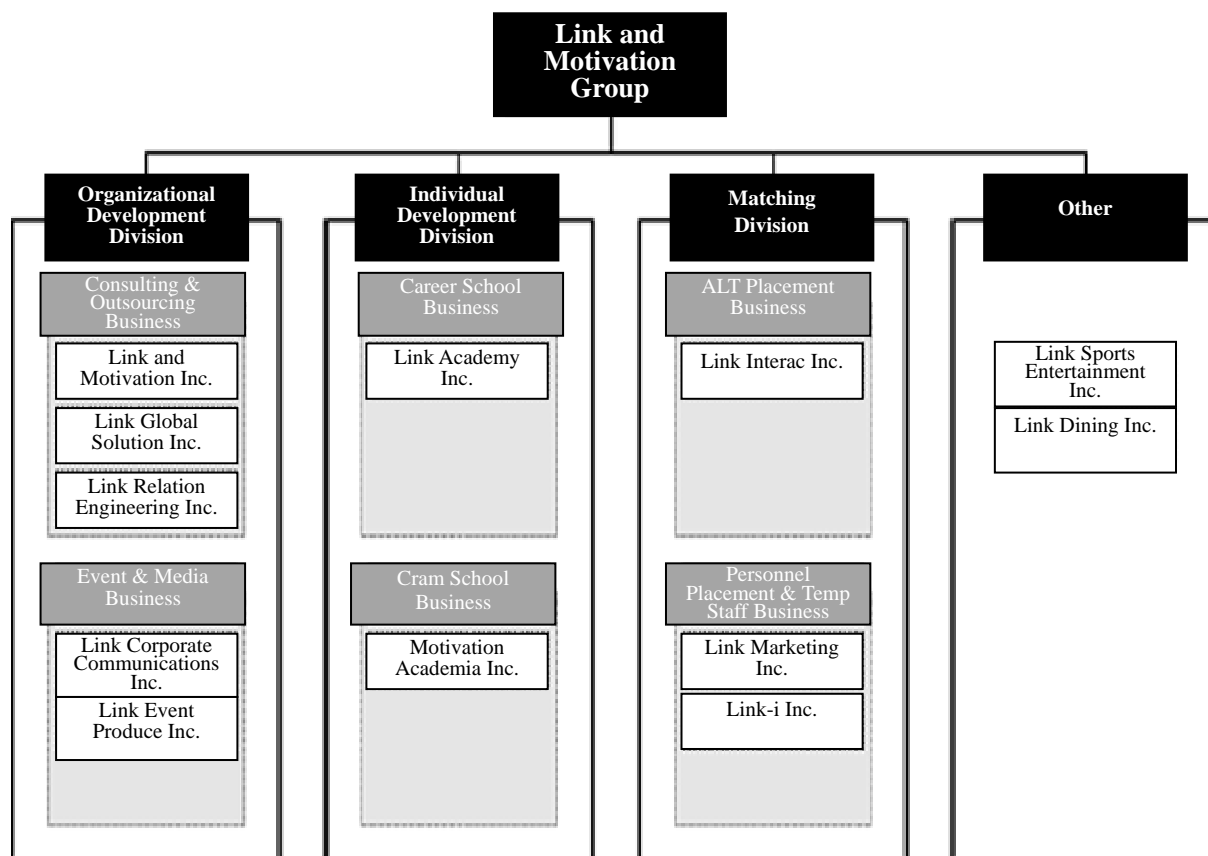 Link and
Motivation
Group
Organizational
Development
Division
Consulting &
Outsourcing
Business
Link and
Motivation Inc.
Link Global
Solution Inc.
Link Relation
Engineering Inc.
Event & Media
Business
Link Corporate
Communications
Inc.
Link Event
Produce Inc.
Individual
Development
Division
Career School
Business
Link Academy
Inc.
Cram School
Business
Motivation
Academia Inc.
Matching
Division
ALT Placement
Business
Link Interac Inc.
Personnel
Placement & Temp
Staff Business
Link Marketing
Inc.
Link-i Inc.
Other
Link Sports
Entertainment
Inc.
Link Dining Inc.